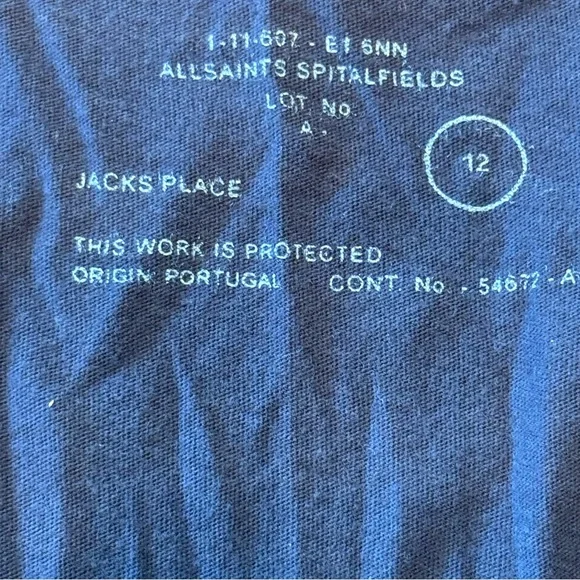 1-11-607 - E1 6NN
ALLSAINTS SPITALFIELDS
LOT. No.
A -
12
JACKS PLACE
THIS WORK IS PROTECTED
ORIGIN: PORTUGAL CONT. No. - 54672 - A